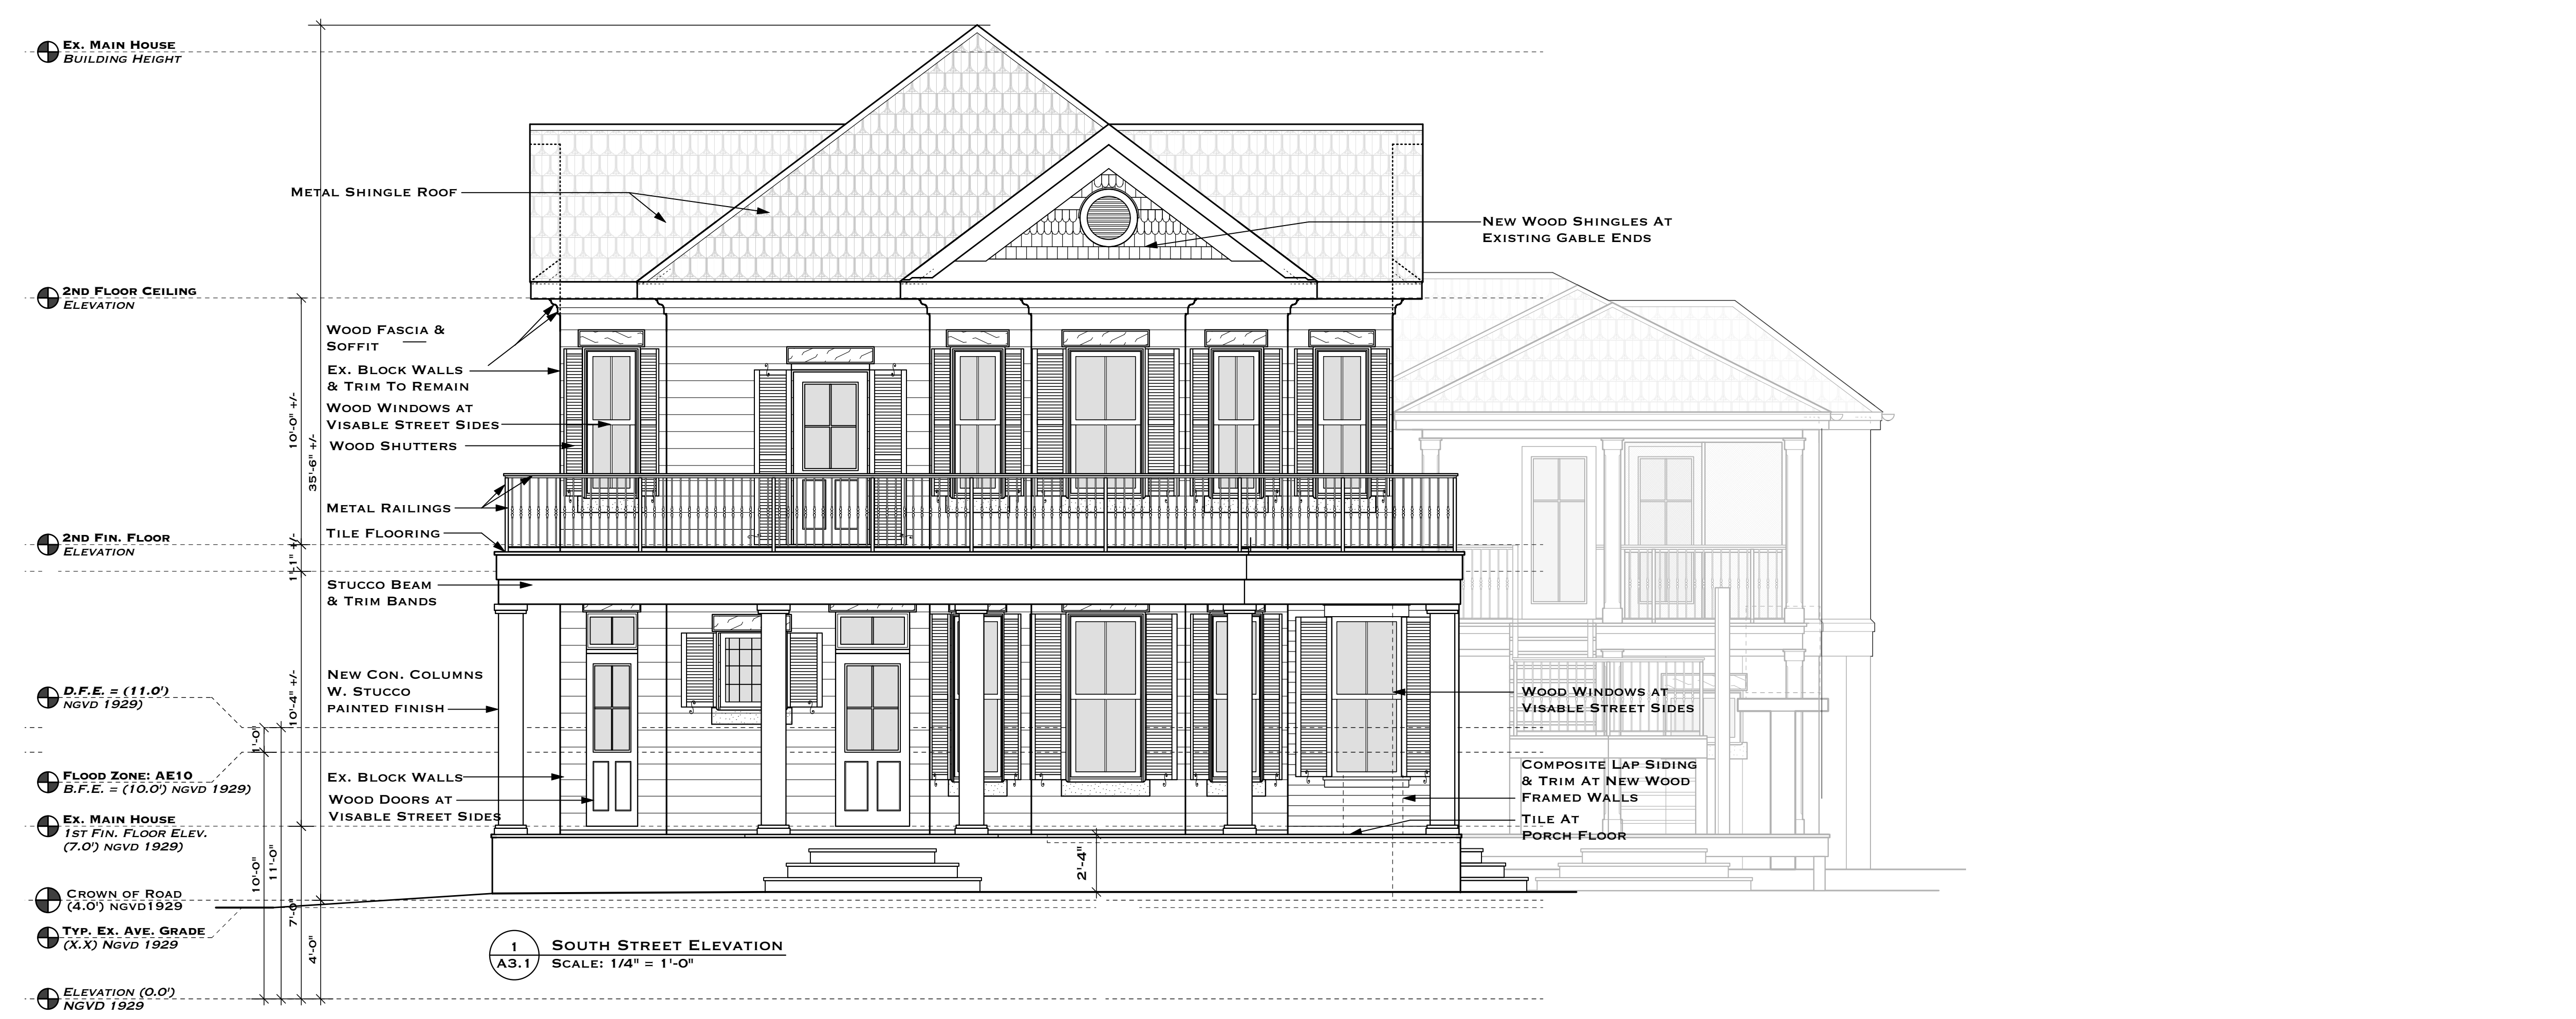 Ex. Main House
Building Height
Metal Shingle Roof
New Wood Shingles At
Existing Gable Ends
2nd Floor Ceiling
Elevation
Wood Fascia &
Soffit
Ex. Block Walls
& Trim To Remain
Wood Windows at
Visable Street Sides
Wood Shutters
10'-0" +/-
35'-6" +/-
Metal Railings
Tile Flooring
2nd Fin. Floor
Elevation
1'-1" +/-
Stucco Beam
& Trim Bands
New Con. Columns
W. Stucco
painted finish
D.F.E. = (11.0')
NGVD 1929)
10'-4" +/-
Wood Windows at
Visable Street Sides
1'-0"
Flood Zone: AE10
B.F.E. = (10.0') NGVD 1929)
Ex. Block Walls
Wood Doors at
Visable Street Sides
Composite Lap Siding
& Trim At New Wood
Framed Walls
Tile At
Porch Floor
Ex. Main House
1st Fin. Floor Elev.
(7.0') NGVD 1929)
10'-0"
11'-0"
2'-4"
Crown of Road
(4.0') NGVD1929
7'-0"
Typ. Ex. Ave. Grade
(X.X) NGVD 1929
4'-0"
1
A3.1
South Street Elevation
Scale: 1/4" = 1'-0"
Elevation (0.0')
NGVD 1929